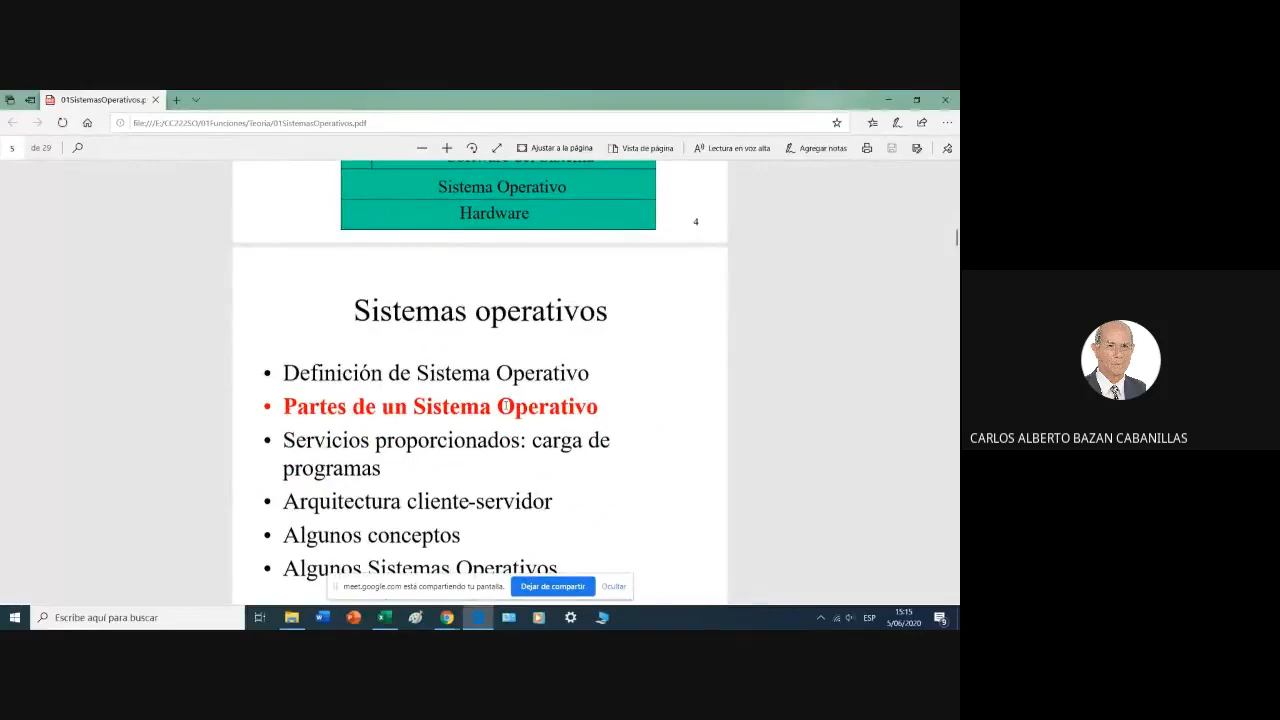 01SistemasOperativos.p
file:///E:/CC222SO/01Funciones/Teoria/01SistemasOperativos.pdf
5 de 29
Ajustar a la página
Vista de página
Lectura en voz alta
Agregar notas
Sistema Operativo
Hardware
4
Sistemas operativos
• Definición de Sistema Operativo
• Partes de un Sistema Operativo
• Servicios proporcionados: carga de
programas
• Arquitectura cliente-servidor
• Algunos conceptos
• Algunos Sistemas Operativos
meet.google.com está compartiendo tu pantalla.
Dejar de compartir
Ocultar
CARLOS ALBERTO BAZAN CABANILLAS
Escribe aquí para buscar
ESP
15:15
5/06/2020